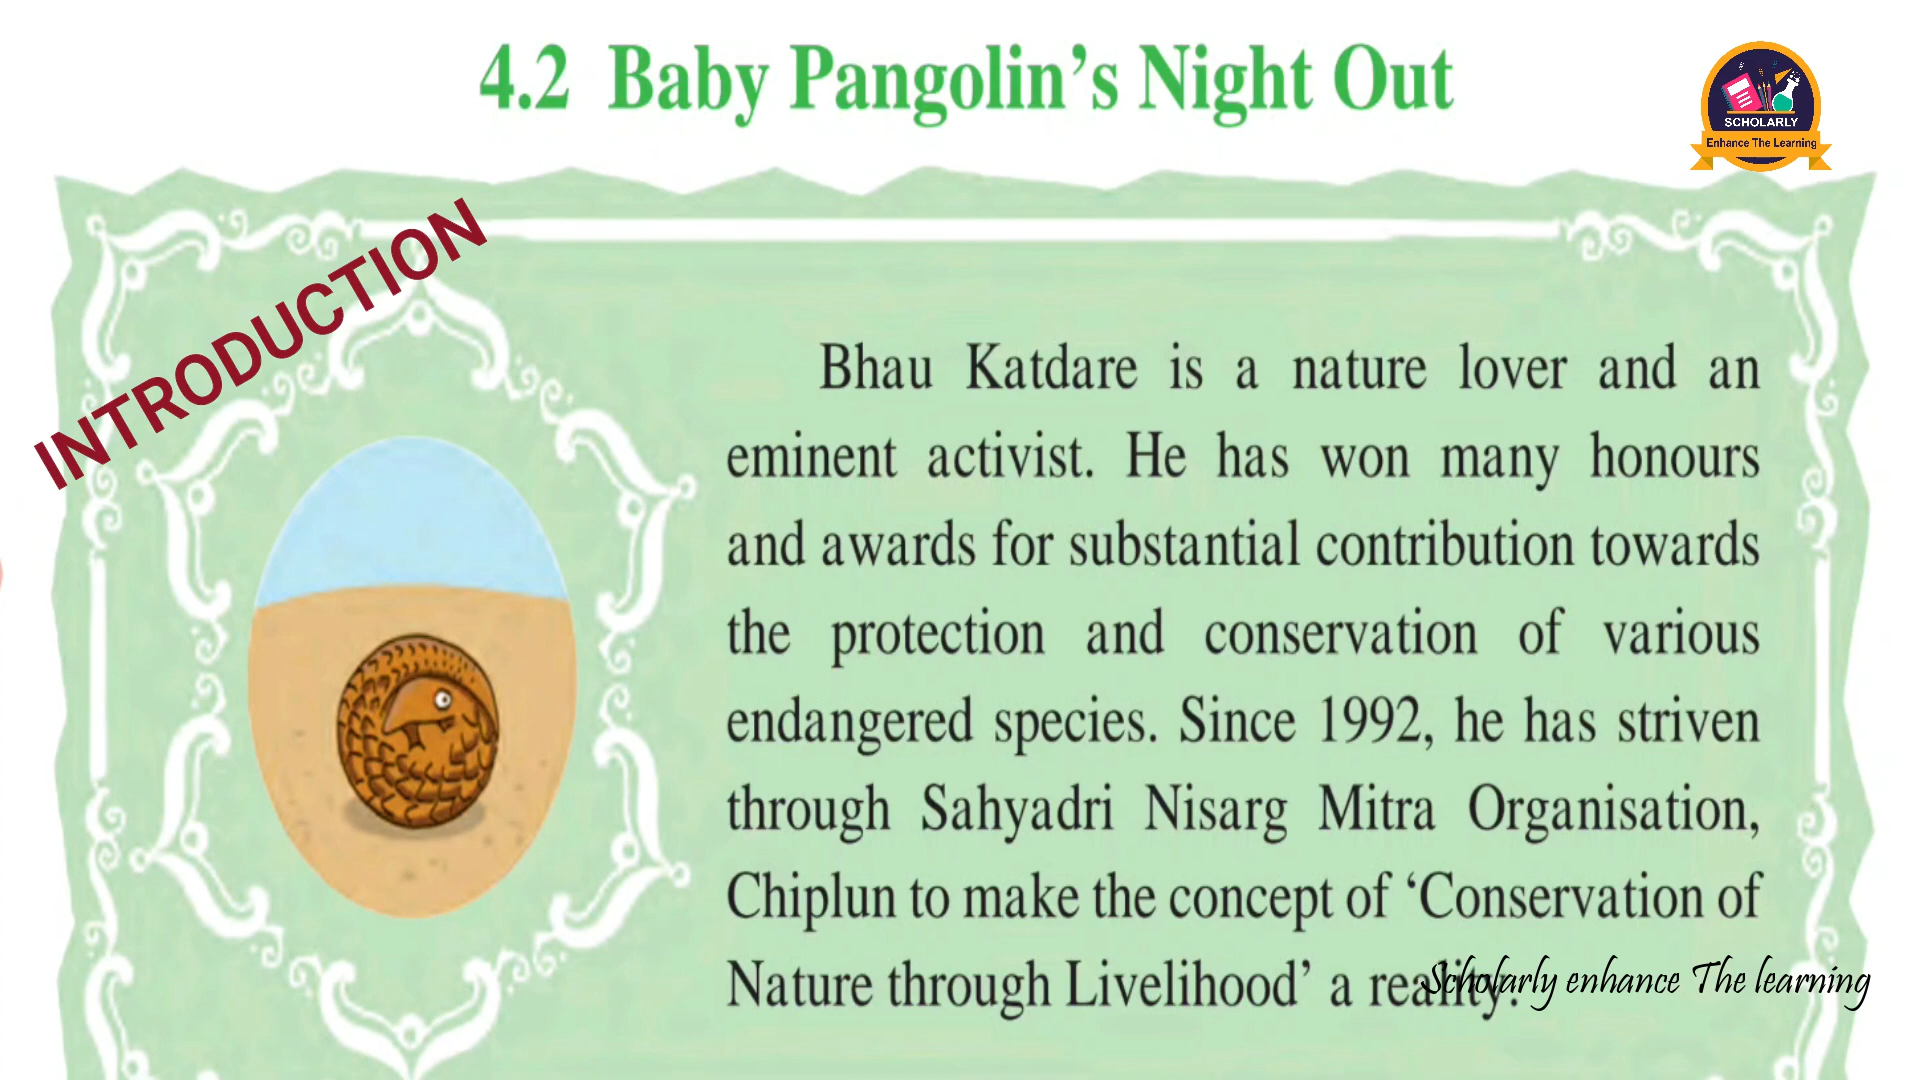 4.2 Baby Pangolin’s Night Out
SCHOLARLY
Enhance The Learning
INTRODUCTION
Bhau Katdare is a nature lover and an
eminent activist. He has won many honours
and awards for substantial contribution towards
the protection and conservation of various
endangered species. Since 1992, he has striven
through Sahyadri Nisarg Mitra Organisation,
Chiplun to make the concept of ‘Conservation of
Nature through Livelihood’ a reality.
Scholarly enhance The learning